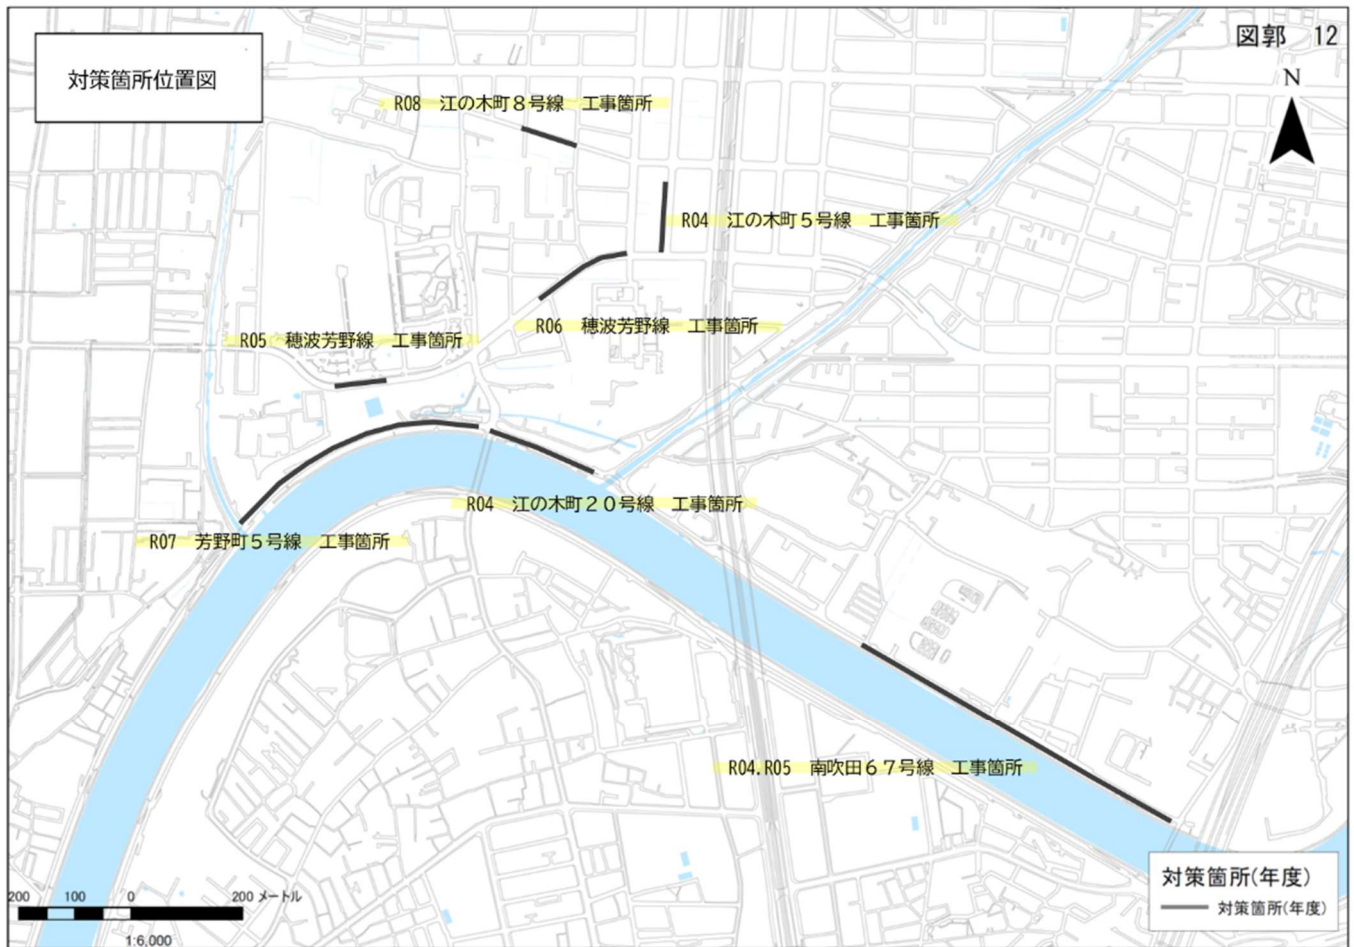 図郭　12
対策箇所位置図
N
R08　江の木町８号線　工事箇所
R04　江の木町５号線　工事箇所
R06　穂波芳野線　工事箇所
R05　穂波芳野線　工事箇所
R04　江の木町２０号線　工事箇所
R07　芳野町５号線　工事箇所
R04.R05　南吹田６７号線　工事箇所
対策箇所(年度)
対策箇所(年度)
200 100 0 200 メートル
1:6,000